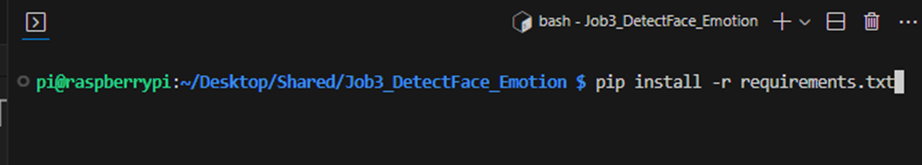 bash - Job3_DetectFace_Emotion
pi@raspberrypi:~/Desktop/Shared/Job3_DetectFace_Emotion $ pip install -r requirements.txt